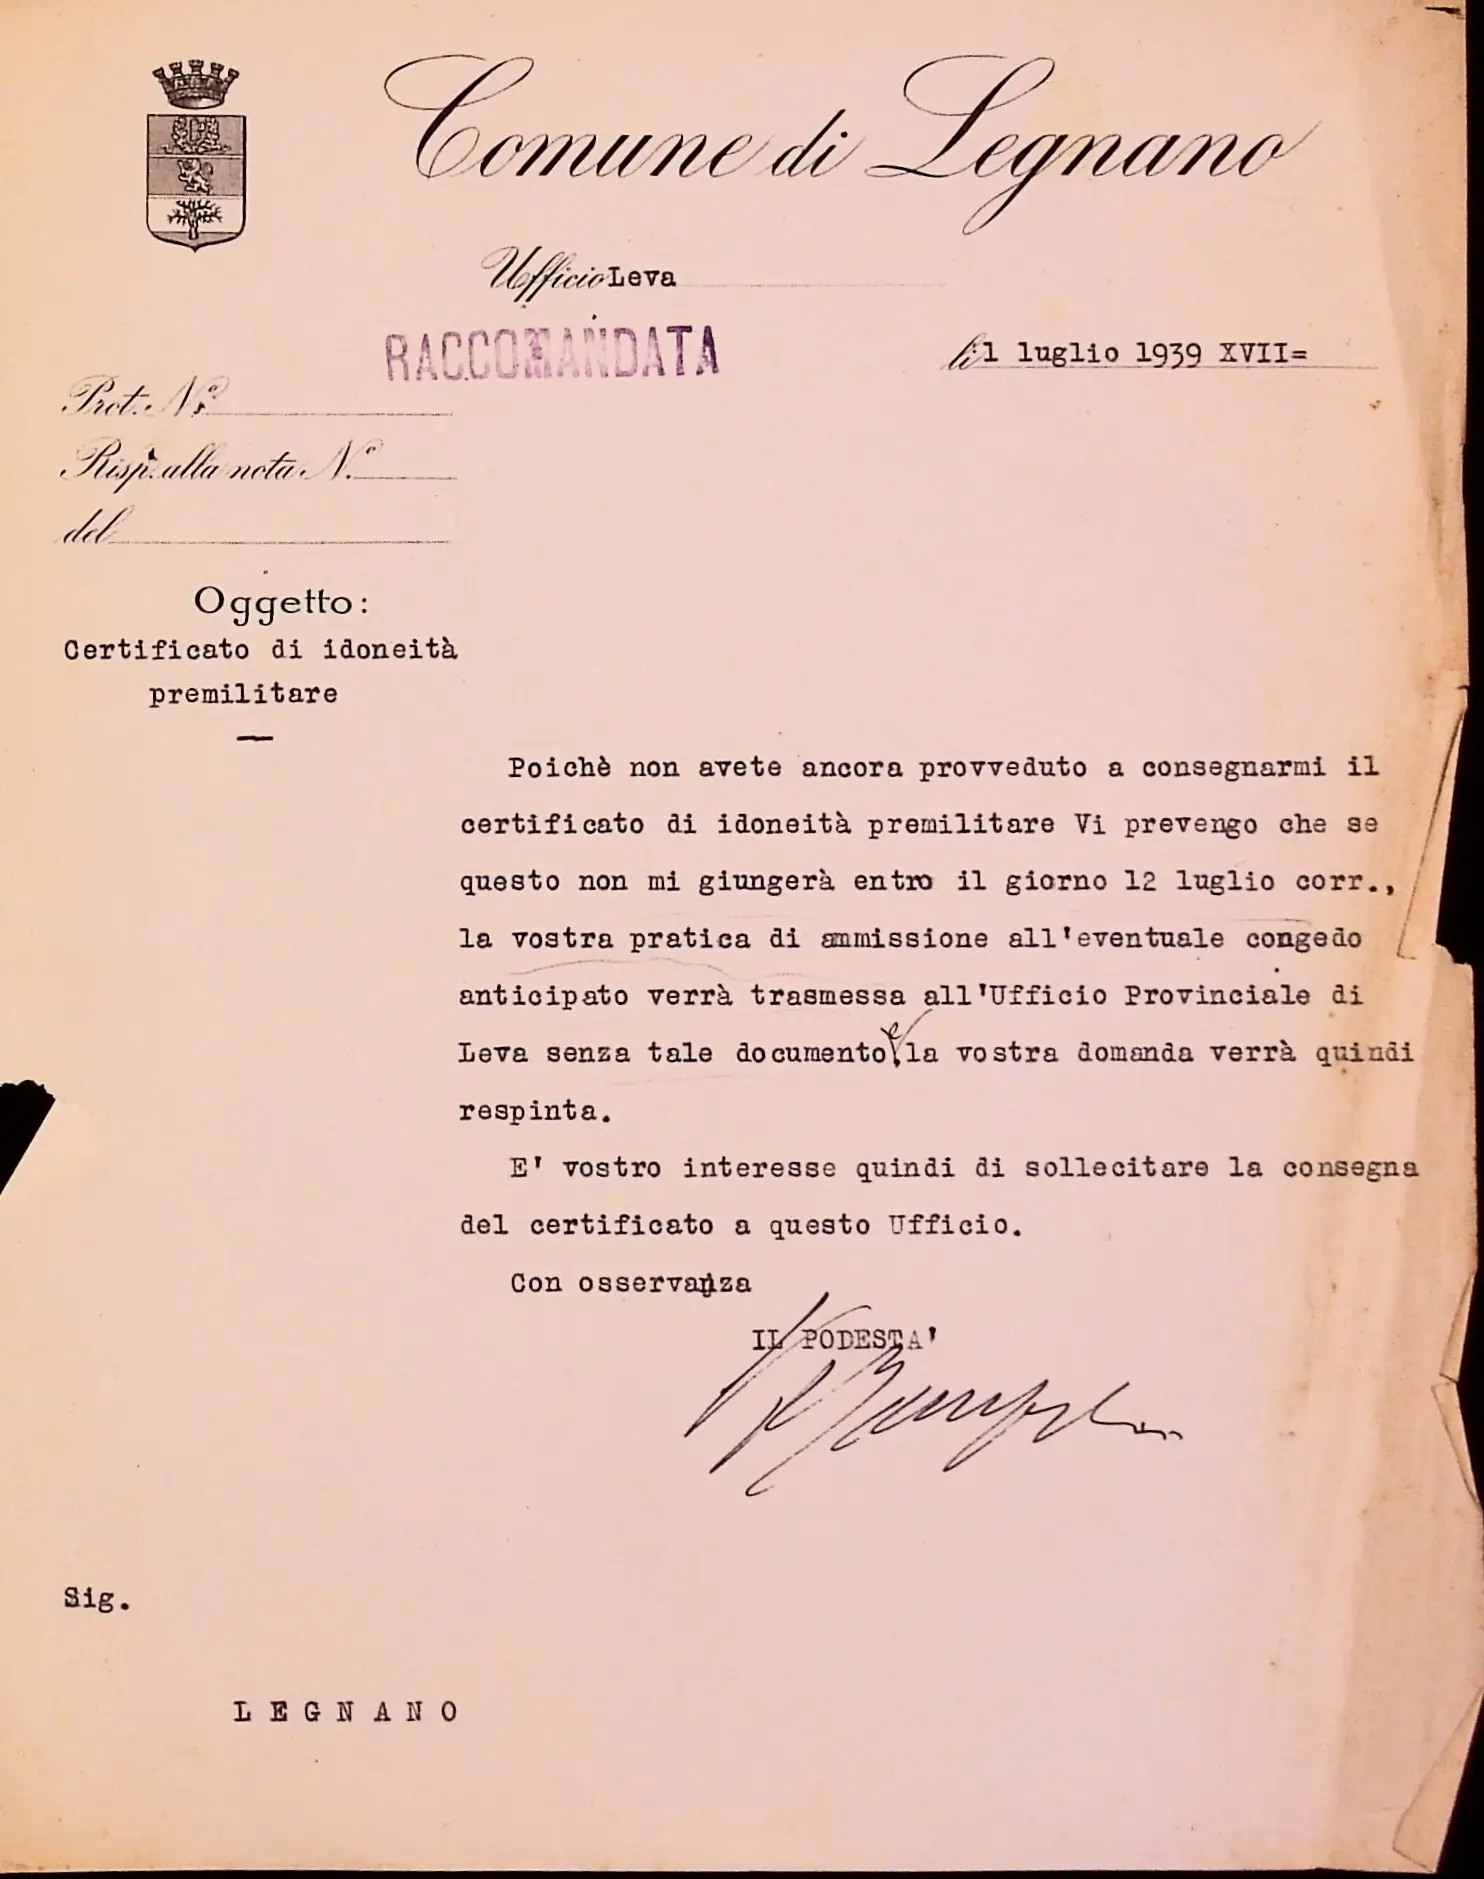 Comune di Legnano
Ufficio Leva
RACCOMANDATA
li 1 luglio 1939 XVII=
Prot. N.º
Risp. alla nota N.º
del
Oggetto:
Certificato di idoneità
premilitare
Poichè non avete ancora provveduto a consegnarmi il
certificato di idoneità premilitare Vi prevengo che se
questo non mi giungerà entro il giorno 12 luglio corr.,
la vostra pratica di ammissione all'eventuale congedo
anticipato verrà trasmessa all'Ufficio Provinciale di
Leva senza tale documento e la vostra domanda verrà quindi
respinta.
E' vostro interesse quindi di sollecitare la consegna
del certificato a questo Ufficio.
Con osservanza
IL PODESTA'
Sig.
LEGNANO